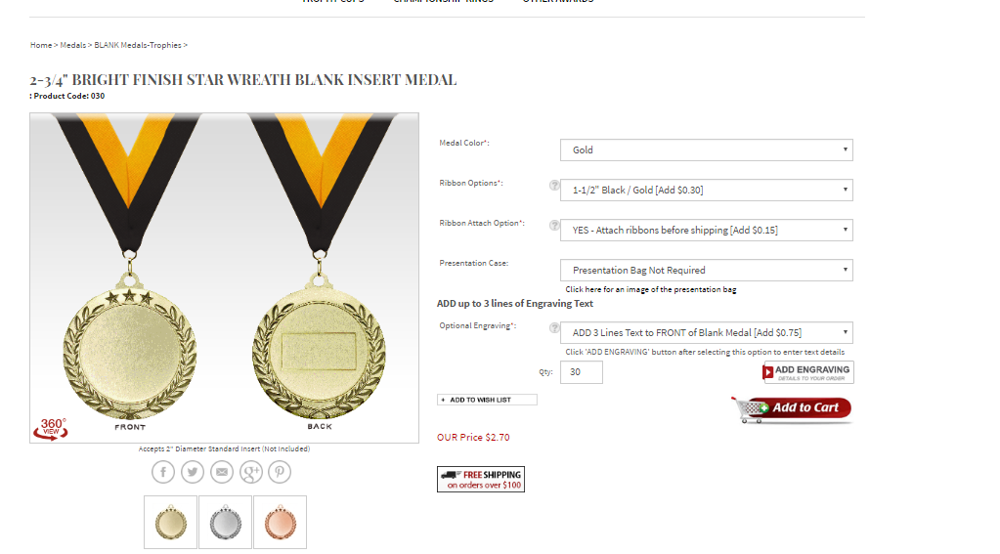 TROPHY CUPS CHAMPIONSHIP RINGS OTHER AWARDS
Home > Medals > BLANK Medals-Trophies >
2-3/4" BRIGHT FINISH STAR WREATH BLANK INSERT MEDAL
: Product Code: 030
Medal Color*: Gold
Ribbon Options*: ? 1-1/2" Black / Gold [Add $0.30]
Ribbon Attach Option*: ? YES - Attach ribbons before shipping [Add $0.15]
Presentation Case: Presentation Bag Not Required
Click here for an image of the presentation bag
ADD up to 3 lines of Engraving Text
Optional Engraving*: ? ADD 3 Lines Text to FRONT of Blank Medal [Add $0.75]
Click 'ADD ENGRAVING' button after selecting this option to enter text details
Qty: 30
ADD ENGRAVING
DETAILS TO YOUR ORDER
+ ADD TO WISH LIST
Add to Cart
OUR Price $2.70
FREE SHIPPING
on orders over $100
360°
VIEW
FRONT
BACK
Accepts 2" Diameter Standard Insert (Not Included)